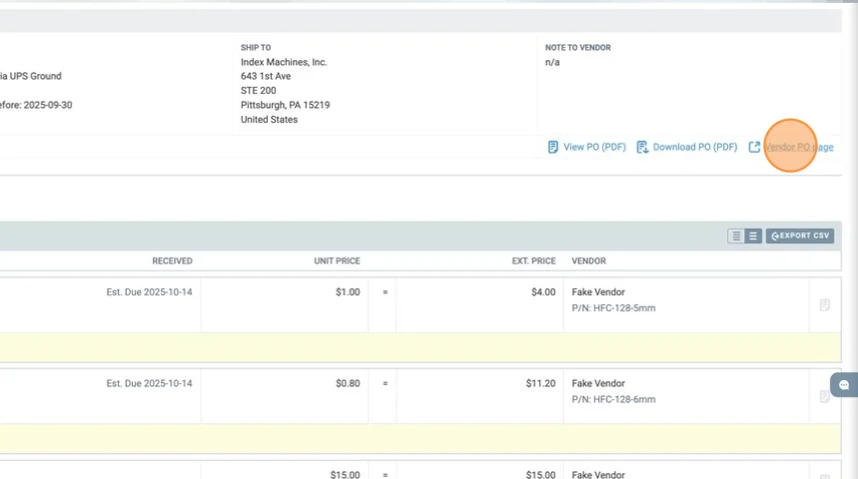 SHIP TO
NOTE TO VENDOR
Index Machines, Inc.
n/a
via UPS Ground
643 1st Ave
STE 200
efore: 2025-09-30
Pittsburgh, PA 15219
United States
View PO (PDF)
Download PO (PDF)
Vendor PO page
EXPORT CSV
RECEIVED
UNIT PRICE
EXT. PRICE
VENDOR
Est. Due 2025-10-14
$1.00
=
$4.00
Fake Vendor
P/N: HFC-128-5mm
Est. Due 2025-10-14
$0.80
=
$11.20
Fake Vendor
P/N: HFC-128-6mm
$15.00
=
$15.00
Fake Vendor